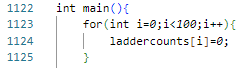 1122 int main(){
1123     for(int i=0;i<100;i++){
1124         laddercounts[i]=0;
1125     }